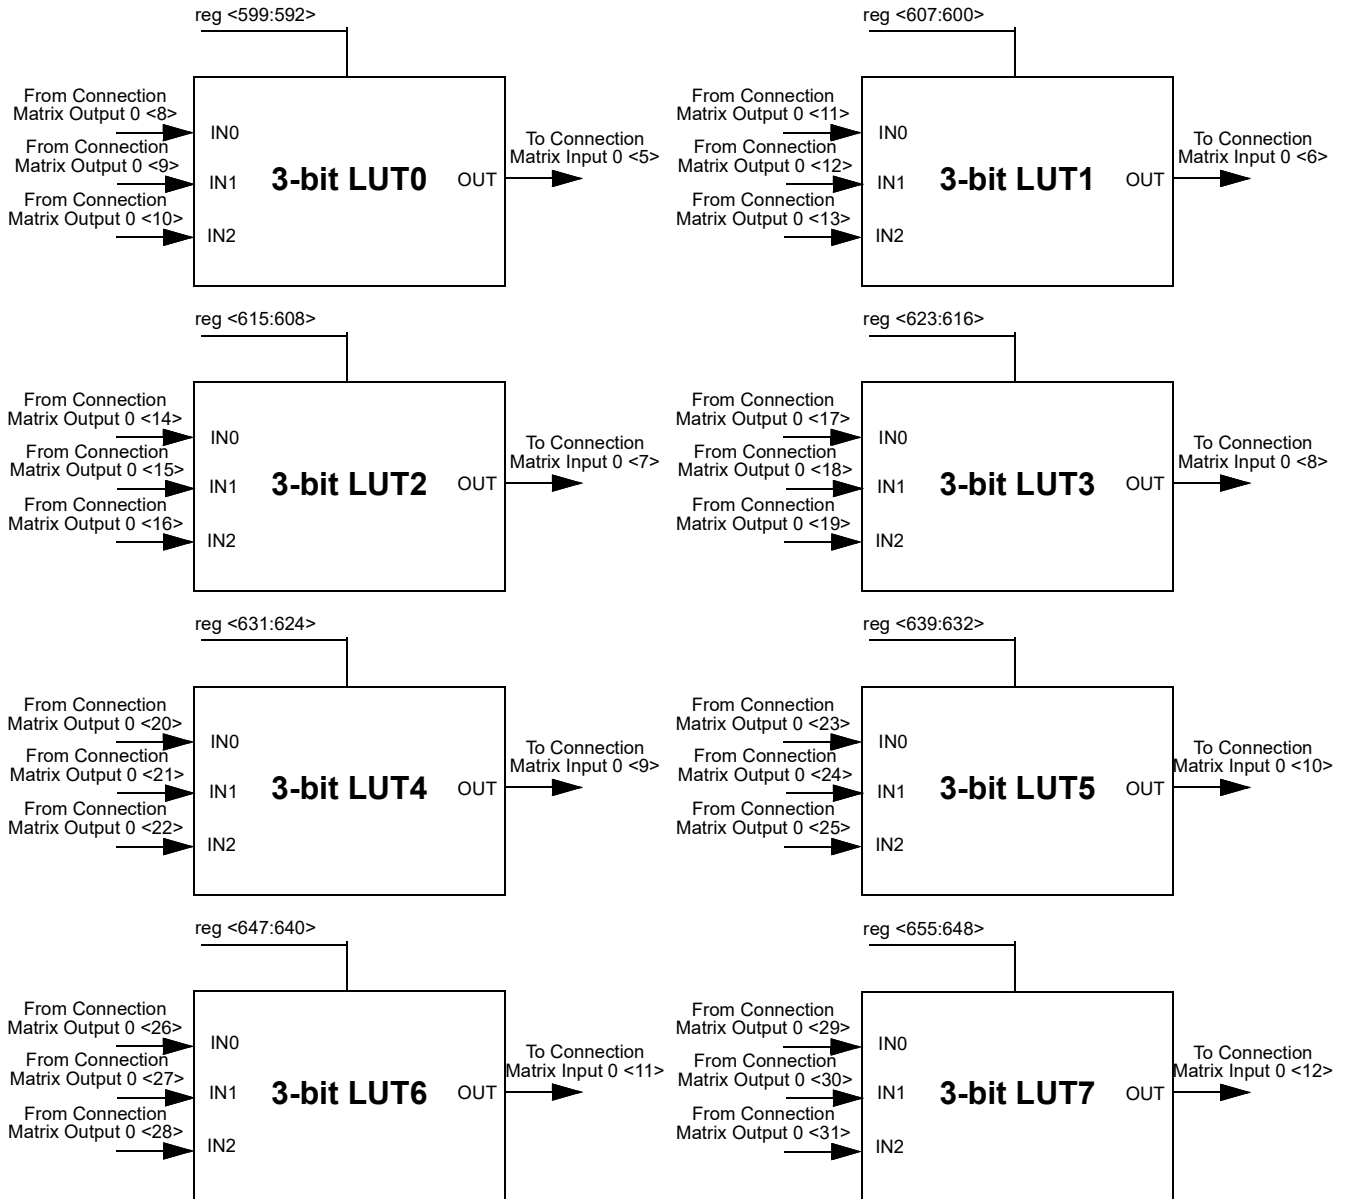 reg <599:592>
From Connection
Matrix Output 0 <8>
IN0
From Connection
Matrix Output 0 <9>
IN1
From Connection
Matrix Output 0 <10>
IN2
3-bit LUT0
OUT
To Connection
Matrix Input 0 <5>
reg <607:600>
From Connection
Matrix Output 0 <11>
IN0
From Connection
Matrix Output 0 <12>
IN1
From Connection
Matrix Output 0 <13>
IN2
3-bit LUT1
OUT
To Connection
Matrix Input 0 <6>
reg <615:608>
From Connection
Matrix Output 0 <14>
IN0
From Connection
Matrix Output 0 <15>
IN1
From Connection
Matrix Output 0 <16>
IN2
3-bit LUT2
OUT
To Connection
Matrix Input 0 <7>
reg <623:616>
From Connection
Matrix Output 0 <17>
IN0
From Connection
Matrix Output 0 <18>
IN1
From Connection
Matrix Output 0 <19>
IN2
3-bit LUT3
OUT
To Connection
Matrix Input 0 <8>
reg <631:624>
From Connection
Matrix Output 0 <20>
IN0
From Connection
Matrix Output 0 <21>
IN1
From Connection
Matrix Output 0 <22>
IN2
3-bit LUT4
OUT
To Connection
Matrix Input 0 <9>
reg <639:632>
From Connection
Matrix Output 0 <23>
IN0
From Connection
Matrix Output 0 <24>
IN1
From Connection
Matrix Output 0 <25>
IN2
3-bit LUT5
OUT
To Connection
Matrix Input 0 <10>
reg <647:640>
From Connection
Matrix Output 0 <26>
IN0
From Connection
Matrix Output 0 <27>
IN1
From Connection
Matrix Output 0 <28>
IN2
3-bit LUT6
OUT
To Connection
Matrix Input 0 <11>
reg <655:648>
From Connection
Matrix Output 0 <29>
IN0
From Connection
Matrix Output 0 <30>
IN1
From Connection
Matrix Output 0 <31>
IN2
3-bit LUT7
OUT
To Connection
Matrix Input 0 <12>